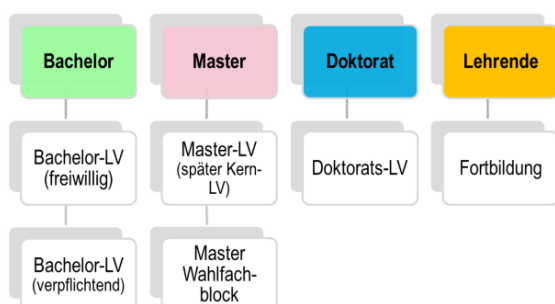 Bachelor
Master
Doktorat
Lehrende
Bachelor-LV
(freiwillig)
Master-LV
(später Kern-
LV)
Doktorats-LV
Fortbildung
Bachelor-LV
(verpflichtend)
Master
Wahlfach-
block